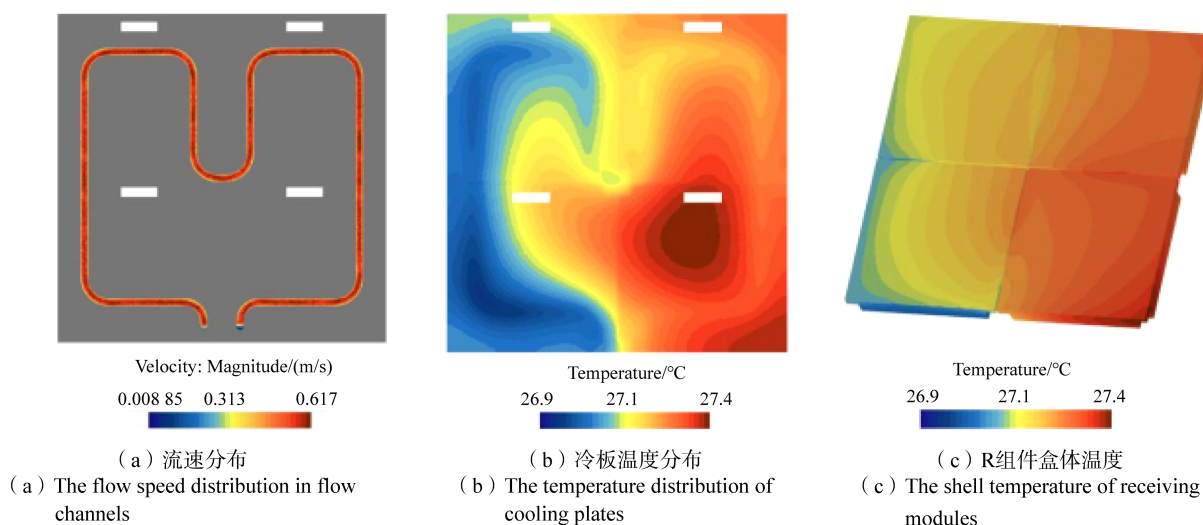 Velocity: Magnitude/(m/s)
0.008 85 0.313 0.617
(a)流速分布
(a) The flow speed distribution in flow
channels
Temperature/℃
26.9 27.1 27.4
(b)冷板温度分布
(b) The temperature distribution of
cooling plates
Temperature/℃
26.9 27.1 27.4
(c)R组件盒体温度
(c) The shell temperature of receiving
modules